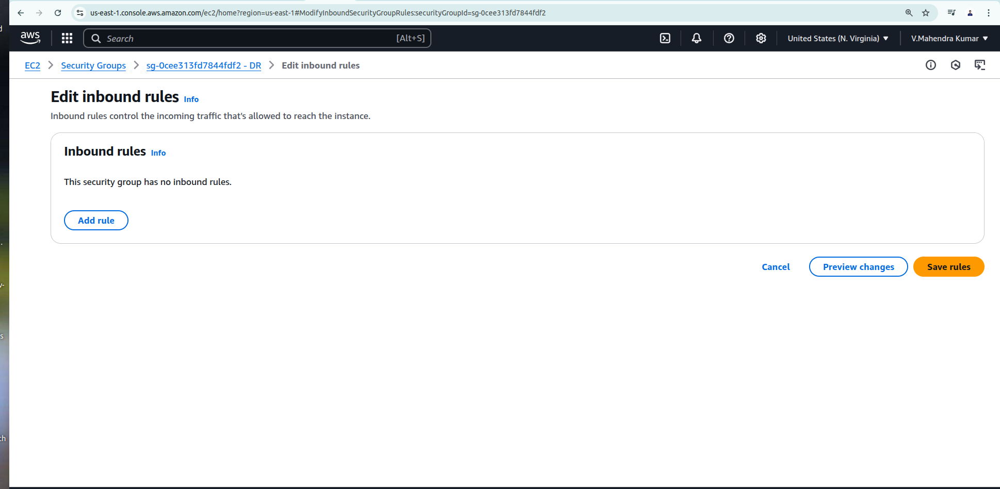 us-east-1.console.aws.amazon.com/ec2/home?region=us-east-1#ModifyInboundSecurityGroupRules:securityGroupId=sg-0cee313fd7844fdf2
aws
Search
[Alt+S]
United States (N. Virginia)
V.Mahendra Kumar
EC2
Security Groups
sg-0cee313fd7844fdf2 - DR
Edit inbound rules
Edit inbound rules Info
Inbound rules control the incoming traffic that's allowed to reach the instance.
Inbound rules Info
This security group has no inbound rules.
Add rule
Cancel
Preview changes
Save rules